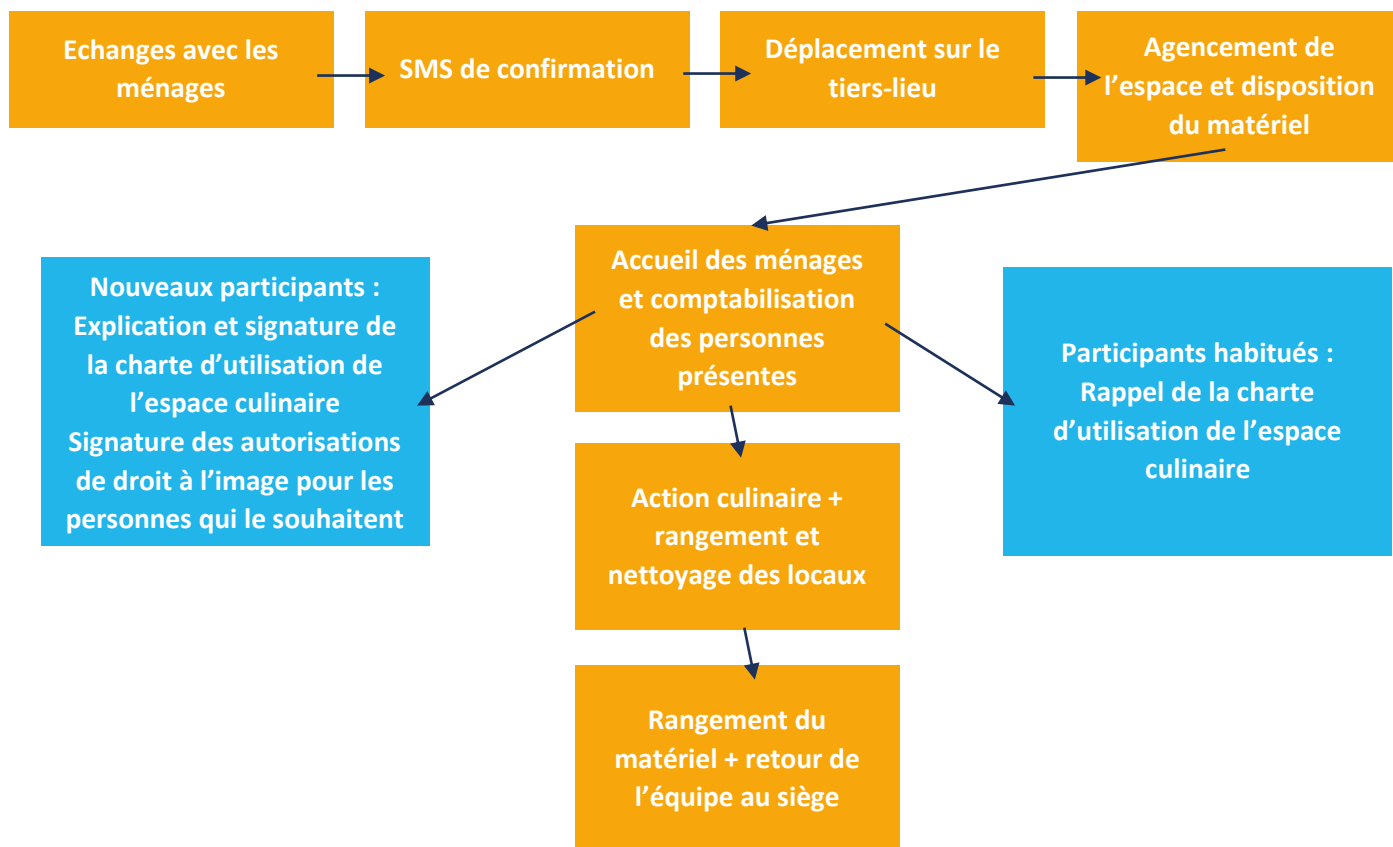 Echanges avec les
ménages
SMS de confirmation
Déplacement sur le
tiers-lieu
Agencement de
l’espace et disposition
du matériel
Accueil des ménages
et comptabilisation
des personnes
présentes
Nouveaux participants :
Explication et signature de
la charte d’utilisation de
l’espace culinaire
Signature des autorisations
de droit à l’image pour les
personnes qui le souhaitent
Participants habitués :
Rappel de la charte
d’utilisation de l’espace
culinaire
Action culinaire +
rangement et
nettoyage des locaux
Rangement du
matériel + retour de
l’équipe au siège